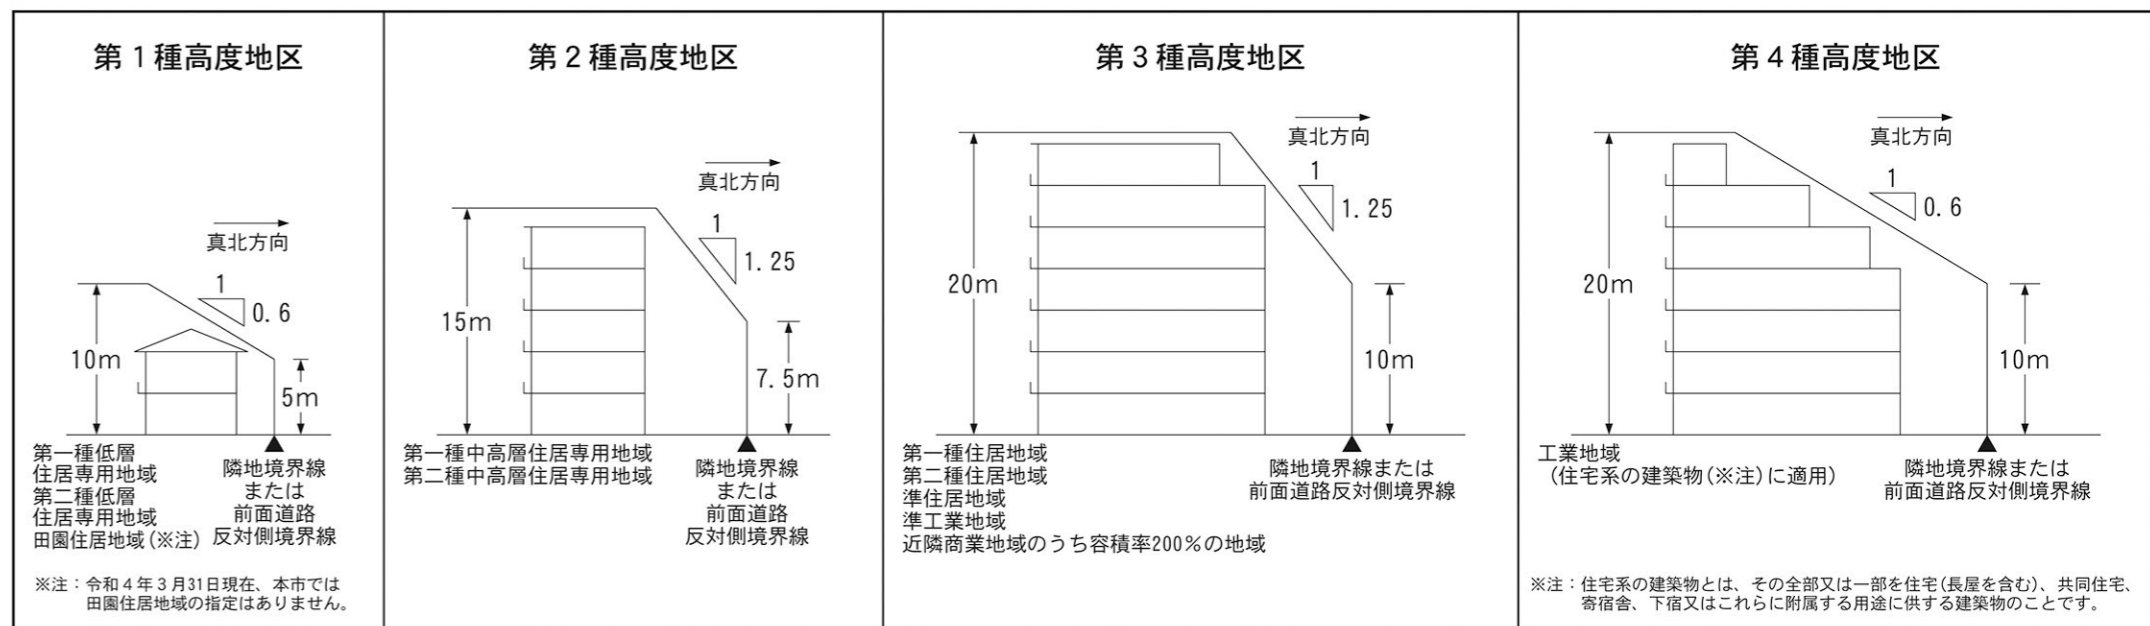 第１種高度地区
真北方向
1
0.6
10m
5m
第一種低層
住居専用地域
第二種低層
住居専用地域
田園住居地域(※注)
隣地境界線
または
前面道路
反対側境界線
※注：令和４年３月31日現在、本市では
田園住居地域の指定はありません。
第２種高度地区
真北方向
1
1.25
15m
7.5m
第一種中高層住居専用地域
第二種中高層住居専用地域
隣地境界線
または
前面道路
反対側境界線
第３種高度地区
真北方向
1
1.25
20m
10m
第一種住居地域
第二種住居地域
準住居地域
準工業地域
近隣商業地域のうち容積率200％の地域
隣地境界線または
前面道路反対側境界線
第４種高度地区
真北方向
1
0.6
20m
10m
工業地域
（住宅系の建築物(※注)に適用）
隣地境界線または
前面道路反対側境界線
※注：住宅系の建築物とは、その全部又は一部を住宅(長屋を含む)、共同住宅、
寄宿舎、下宿又はこれらに附属する用途に供する建築物のことです。